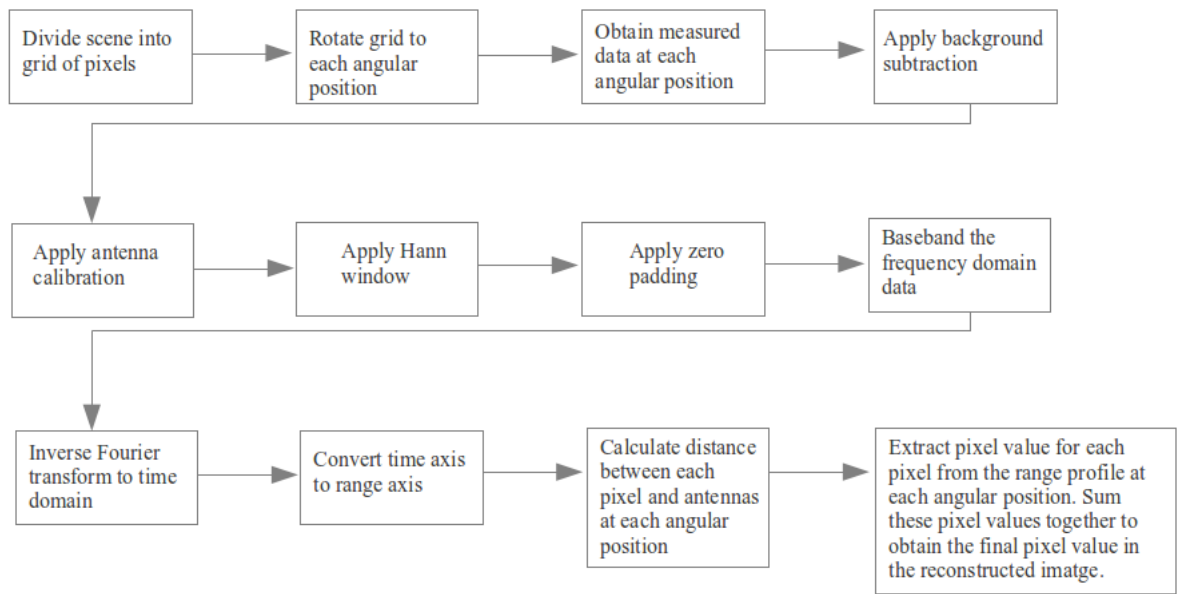 Divide scene into
grid of pixels
Rotate grid to
each angular
position
Obtain measured
data at each
angular position
Apply background
subtraction
Apply antenna
calibration
Apply Hann
window
Apply zero
padding
Baseband the
frequency domain
data
Inverse Fourier
transform to time
domain
Convert time axis
to range axis
Calculate distance
between each
pixel and antennas
at each angular
position
Extract pixel value for each
pixel from the range profile at
each angular position. Sum
these pixel values together to
obtain the final pixel value in
the reconstructed imatge.